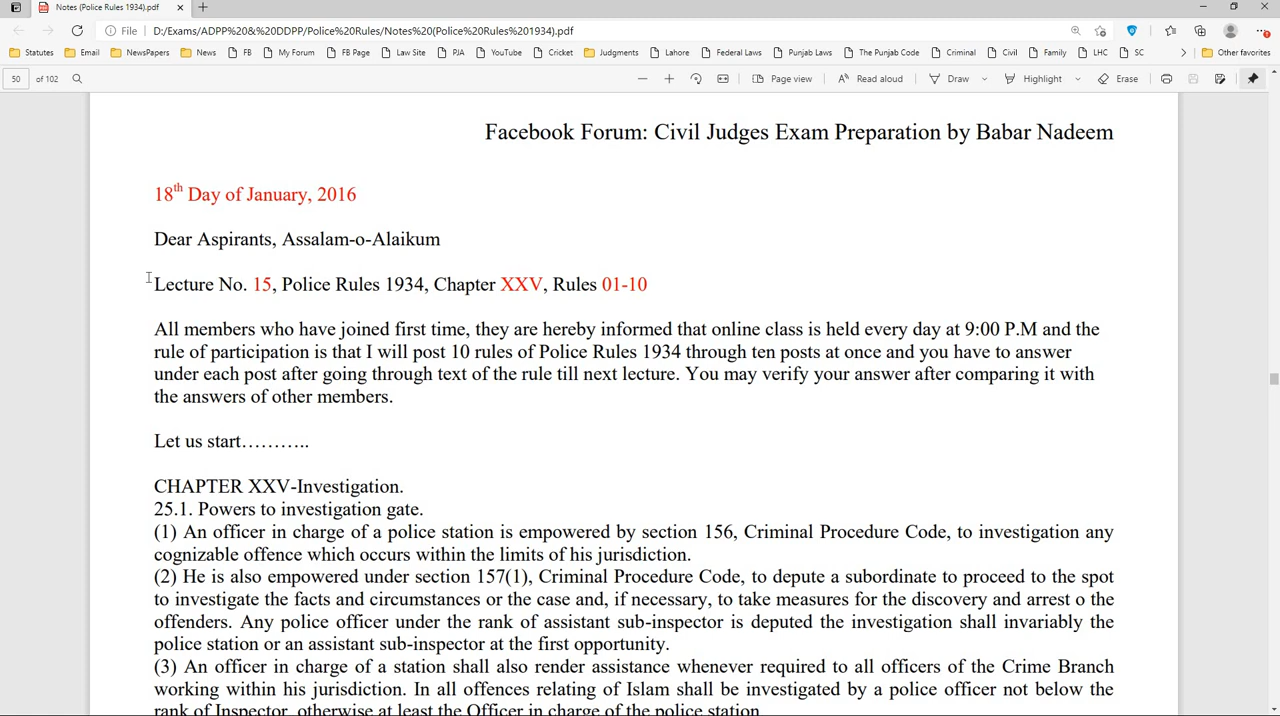 Notes (Police Rules 1934).pdf
File D:/Exams/ADPP%20&%20DDPP/Police%20Rules/Notes%20(Police%20Rules%201934).pdf
Statutes Email NewsPapers News FB My Forum FB Page Law Site PJA YouTube Cricket Judgments Lahore Federal Laws Punjab Laws The Punjab Code Criminal Civil Family LHC SC Other favorites
50 of 102 Page view Read aloud Draw Highlight Erase
Facebook Forum: Civil Judges Exam Preparation by Babar Nadeem
18th Day of January, 2016
Dear Aspirants, Assalam-o-Alaikum
Lecture No. 15, Police Rules 1934, Chapter XXV, Rules 01-10
All members who have joined first time, they are hereby informed that online class is held every day at 9:00 P.M and the
rule of participation is that I will post 10 rules of Police Rules 1934 through ten posts at once and you have to answer
under each post after going through text of the rule till next lecture. You may verify your answer after comparing it with
the answers of other members.
Let us start………..
CHAPTER XXV-Investigation.
25.1. Powers to investigation gate.
(1) An officer in charge of a police station is empowered by section 156, Criminal Procedure Code, to investigation any
cognizable offence which occurs within the limits of his jurisdiction.
(2) He is also empowered under section 157(1), Criminal Procedure Code, to depute a subordinate to proceed to the spot
to investigate the facts and circumstances or the case and, if necessary, to take measures for the discovery and arrest o the
offenders. Any police officer under the rank of assistant sub-inspector is deputed the investigation shall invariably the
police station or an assistant sub-inspector at the first opportunity.
(3) An officer in charge of a station shall also render assistance whenever required to all officers of the Crime Branch
working within his jurisdiction. In all offences relating of Islam shall be investigated by a police officer not below the
rank of Inspector, otherwise at least the Officer in charge of the police station.